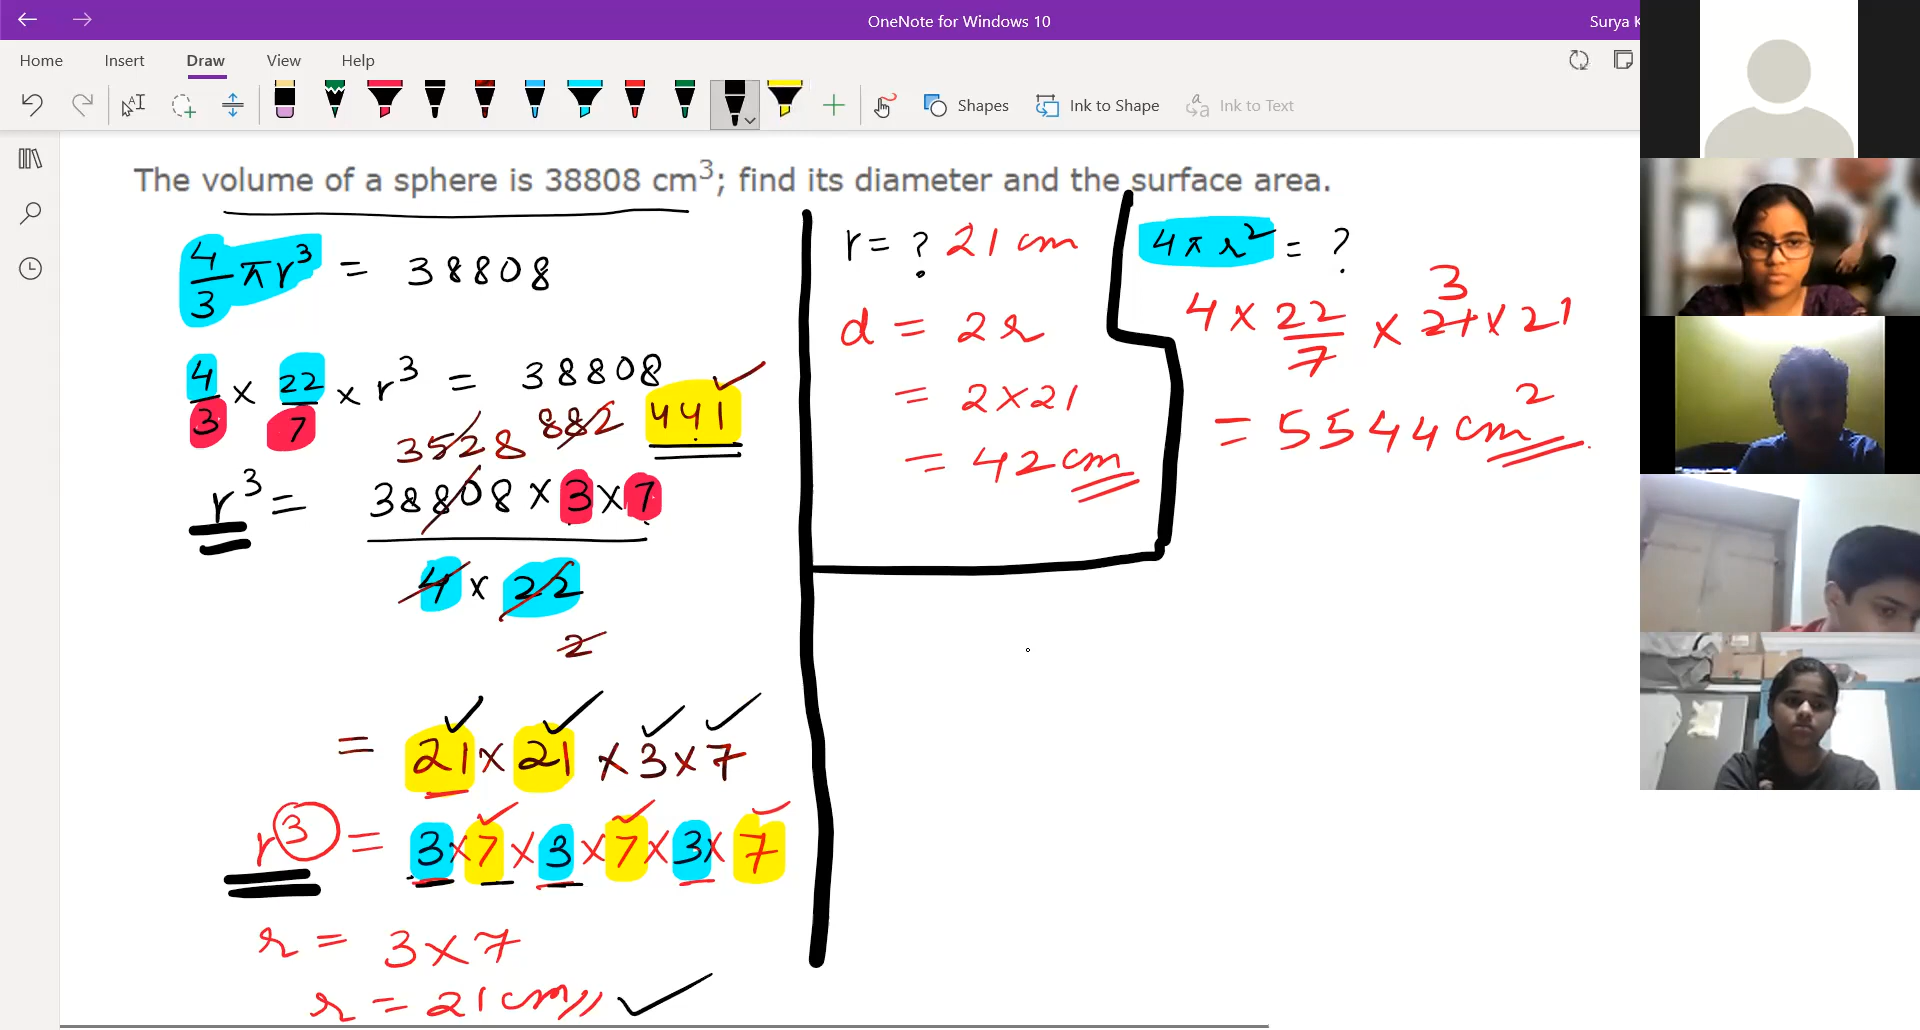 OneNote for Windows 10
Surya K
Home Insert Draw View Help
Shapes Ink to Shape Ink to Text
The volume of a sphere is 38808 cm³; find its diameter and the surface area.
4/3 πr³ = 38808
4/3 × 22/7 × r³ = 38808
3528 882 441
r³ = 38808 × 3 × 7
4 × 22
2
= 21 × 21 × 3 × 7
r³ = 3 × 7 × 3 × 7 × 3 × 7
r = 3 × 7
r = 21 cm
r = ? 21 cm
d = 2r
= 2 × 21
= 42 cm
4πr² = ?
3
4 × 22/7 × 21 × 21
= 5544 cm²